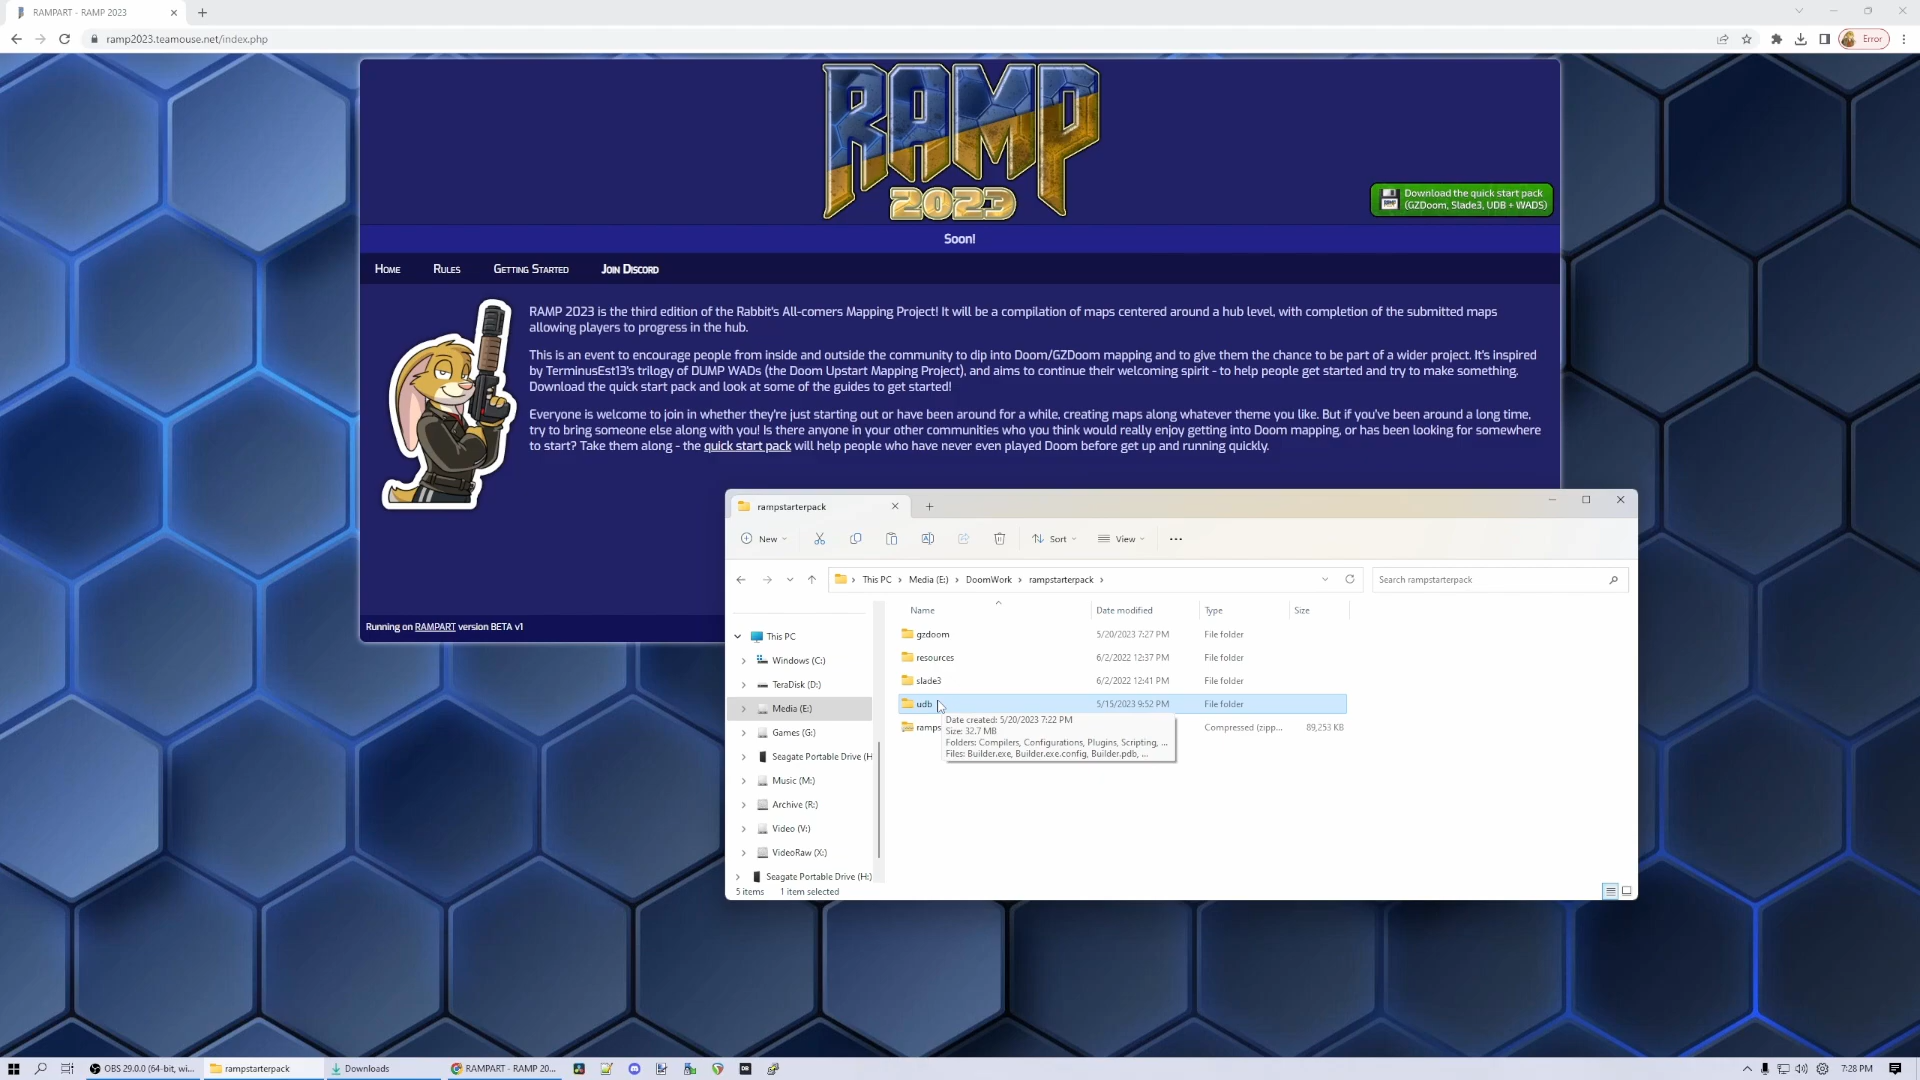 RAMPART - RAMP 2023
ramp2023.teamouse.net/index.php
Error
RAMP
2023
Download the quick start pack
(GZDoom, Slade3, UDB + WADS)
Soon!
Home
Rules
Getting Started
Join Discord
RAMP 2023 is the third edition of the Rabbit's All-comers Mapping Project! It will be a compilation of maps centered around a hub level, with completion of the submitted maps
allowing players to progress in the hub.
This is an event to encourage people from inside and outside the community to dip into Doom/GZDoom mapping and to give them the chance to be part of a wider project. It's inspired
by TerminusEst13's trilogy of DUMP WADs (the Doom Upstart Mapping Project), and aims to continue their welcoming spirit - to help people get started and try to make something.
Download the quick start pack and look at some of the guides to get started!
Everyone is welcome to join in whether they're just starting out or have been around for a while, creating maps along whatever theme you like. But if you've been around a long time,
try to bring someone else along with you! Is there anyone in your other communities who you think would really enjoy getting into Doom mapping, or has been looking for somewhere
to start? Take them along - the quick start pack will help people who have never even played Doom before get up and running quickly.
Running on RAMPART version BETA v1
rampstarterpack
New
Sort
View
This PC
Media (E:)
DoomWork
rampstarterpack
Search rampstarterpack
Name
Date modified
Type
Size
This PC
Windows (C:)
TeraDisk (D:)
Media (E:)
Games (G:)
Seagate Portable Drive (H
Music (M:)
Archive (R:)
Video (V:)
VideoRaw (X:)
Seagate Portable Drive (H:)
gzdoom 5/20/2023 7:27 PM File folder
resources 6/2/2022 12:37 PM File folder
slade3 6/2/2022 12:41 PM File folder
udb 5/15/2023 9:52 PM File folder
ramps Compressed (zipp... 89,253 KB
Date created: 5/20/2023 7:22 PM
Size: 32.7 MB
Folders: Compilers, Configurations, Plugins, Scripting, ...
Files: Builder.exe, Builder.exe.config, Builder.pdb, ...
5 items
1 item selected
OBS 29.0.0 (64-bit, wi...
rampstarterpack
Downloads
RAMPART - RAMP 20...
DR
7:28 PM